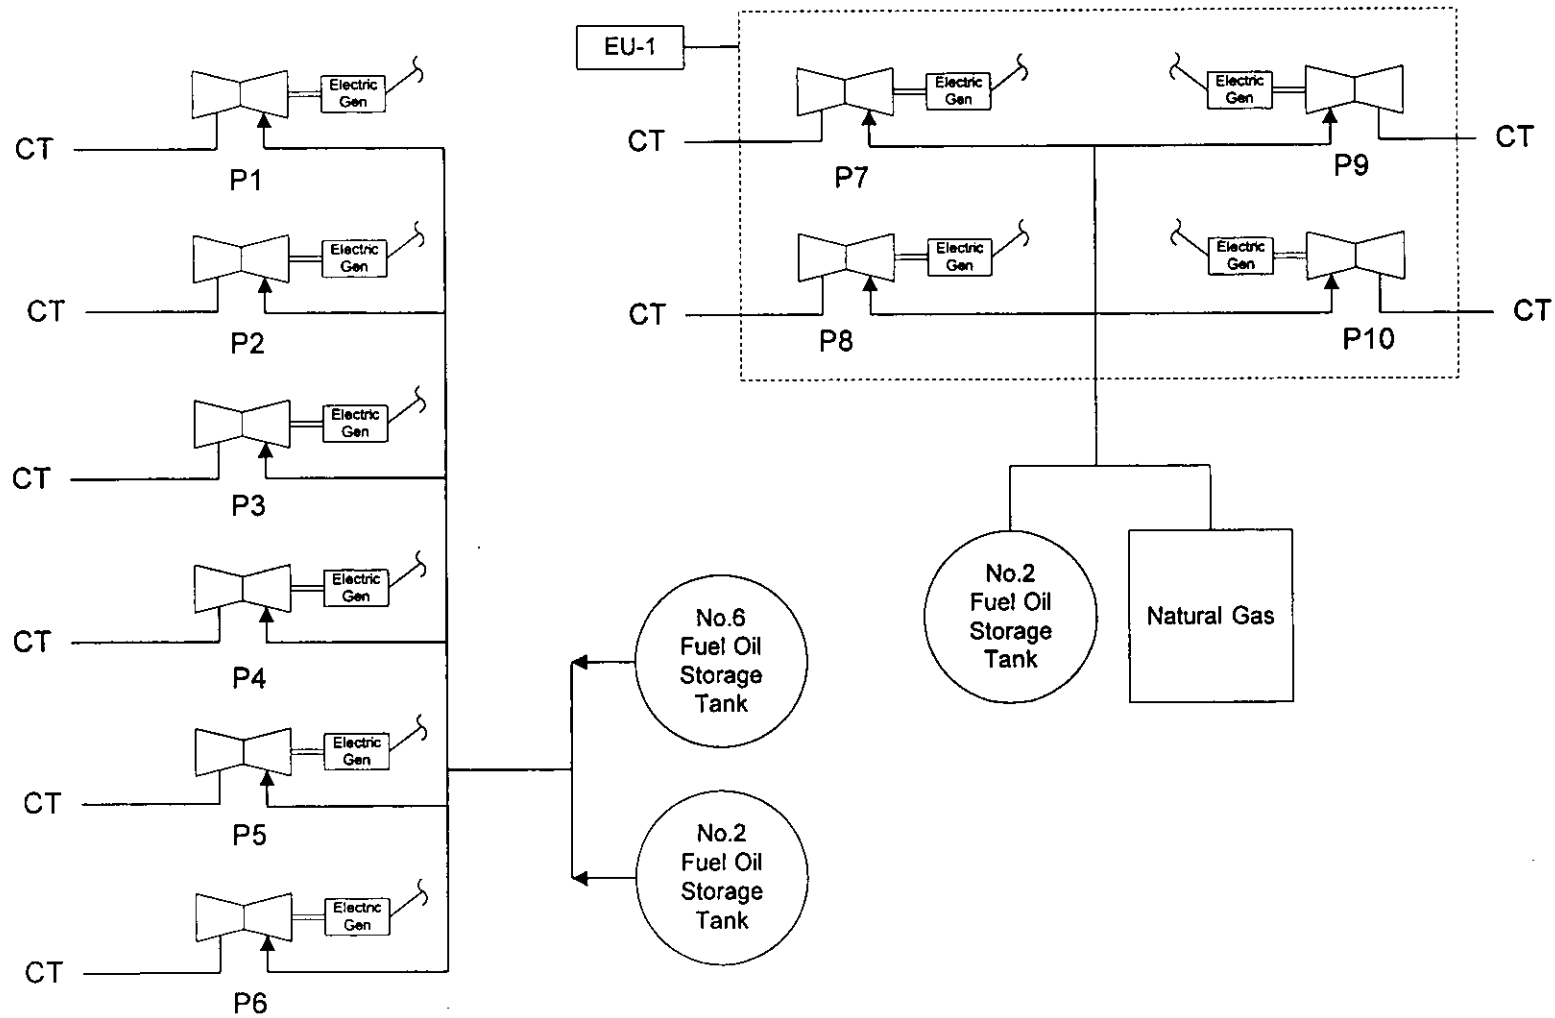 EU-1
Electric
Gen
CT
P1
Electric
Gen
CT
P2
Electric
Gen
CT
P3
Electric
Gen
CT
P4
Electric
Gen
CT
P5
Electric
Gen
CT
P6
Electric
Gen
CT
P7
Electric
Gen
CT
P9
Electric
Gen
CT
P8
Electric
Gen
CT
P10
No.6
Fuel Oil
Storage
Tank
No.2
Fuel Oil
Storage
Tank
No.2
Fuel Oil
Storage
Tank
Natural Gas